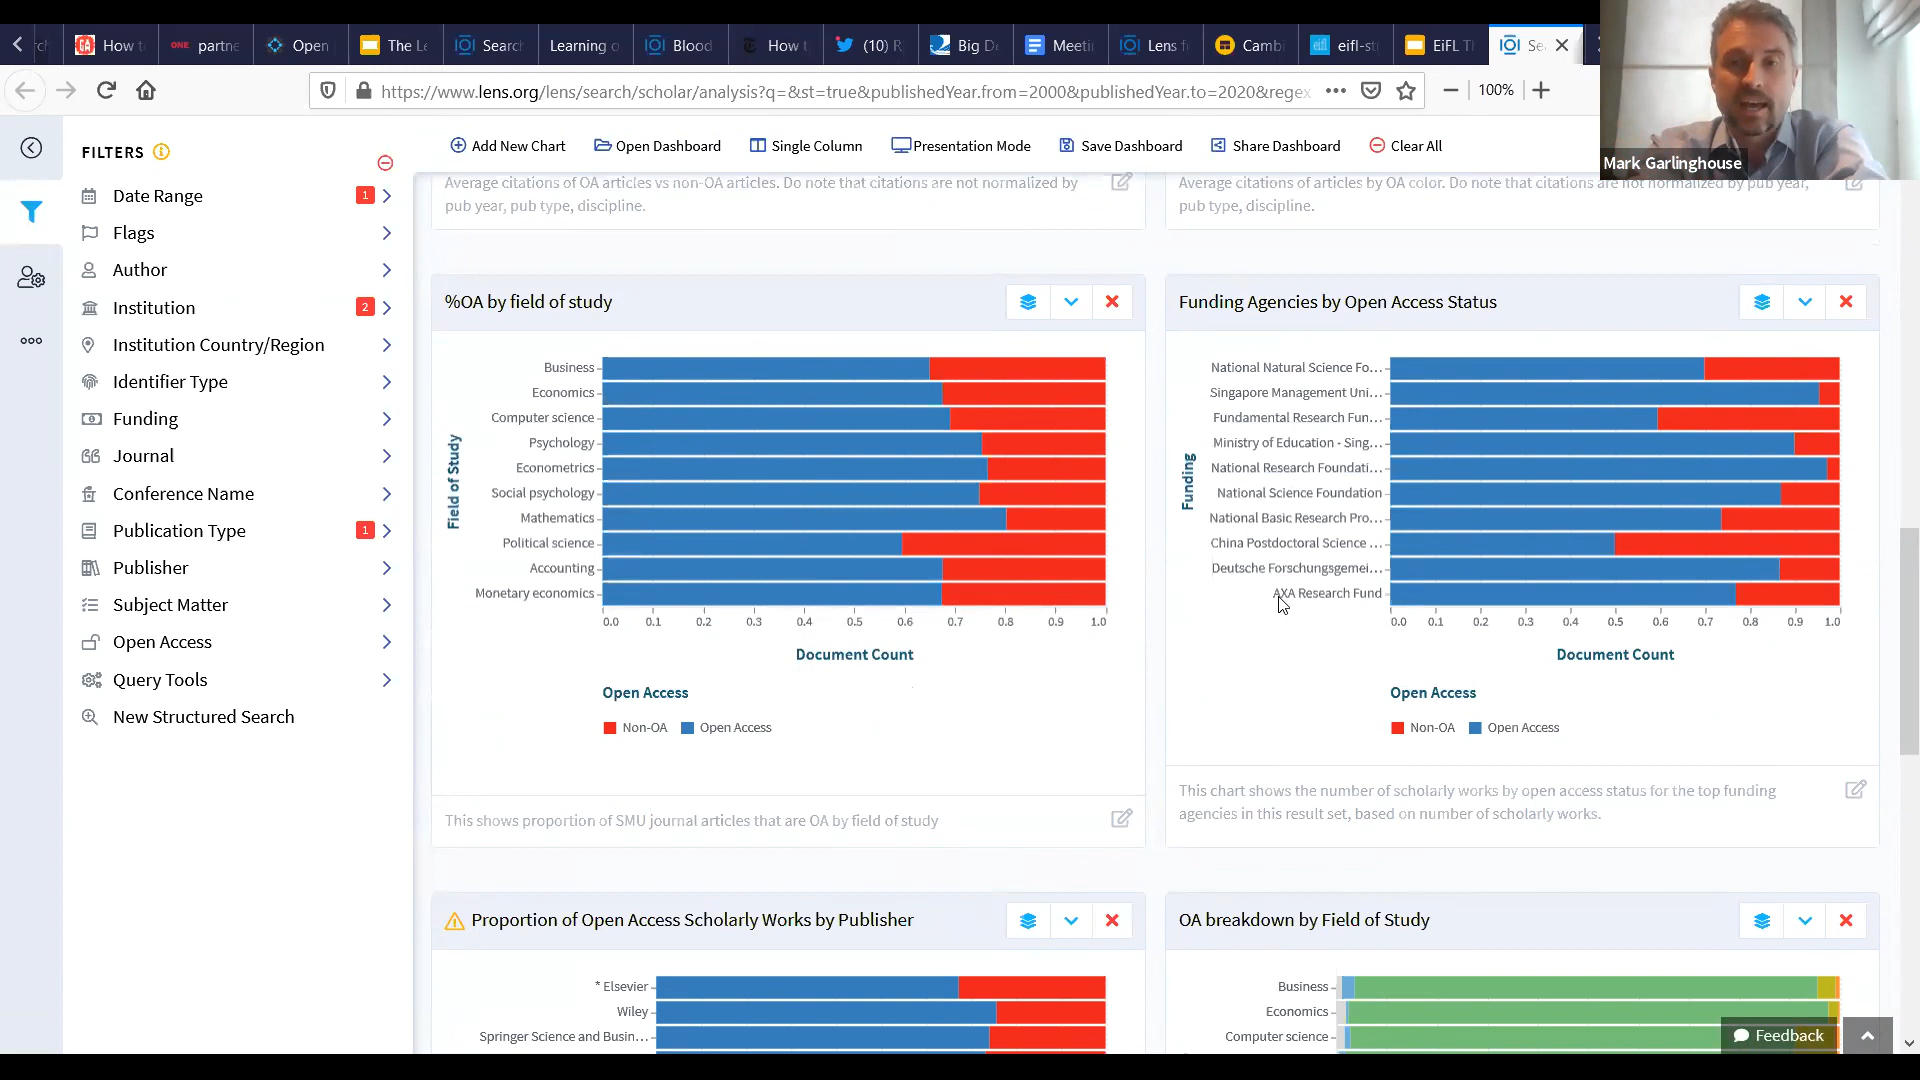 How t
ONE partne
Open
The Le
Search
Learning o
Blood
How t
(10) R
Big D
Meeti
Lens f
Cambi
eifl eifl-st
EiFL T
Se
https://www.lens.org/lens/search/scholar/analysis?q=&st=true&publishedYear.from=2000&publishedYear.to=2020&regex
100%
Mark Garlinghouse
Add New Chart
Open Dashboard
Single Column
Presentation Mode
Save Dashboard
Share Dashboard
Clear All
FILTERS
Date Range 1
Flags
Author
Institution 2
Institution Country/Region
Identifier Type
Funding
Journal
Conference Name
Publication Type 1
Publisher
Subject Matter
Open Access
Query Tools
New Structured Search
Average citations of OA articles vs non-OA articles. Do note that citations are not normalized by
pub year, pub type, discipline.
Average citations of articles by OA color. Do note that citations are not normalized by pub year,
pub type, discipline.
%OA by field of study
Field of Study
Business
Economics
Computer science
Psychology
Econometrics
Social psychology
Mathematics
Political science
Accounting
Monetary economics
0.0 0.1 0.2 0.3 0.4 0.5 0.6 0.7 0.8 0.9 1.0
Document Count
Open Access
Non-OA Open Access
This shows proportion of SMU journal articles that are OA by field of study
Funding Agencies by Open Access Status
Funding
National Natural Science Fo...
Singapore Management Uni...
Fundamental Research Fun...
Ministry of Education - Sing...
National Research Foundati...
National Science Foundation
National Basic Research Pro...
China Postdoctoral Science ...
Deutsche Forschungsgemei...
AXA Research Fund
0.0 0.1 0.2 0.3 0.4 0.5 0.6 0.7 0.8 0.9 1.0
Document Count
Open Access
Non-OA Open Access
This chart shows the number of scholarly works by open access status for the top funding
agencies in this result set, based on number of scholarly works.
Proportion of Open Access Scholarly Works by Publisher
* Elsevier
Wiley
Springer Science and Busin...
OA breakdown by Field of Study
Business
Economics
Computer science
Feedback